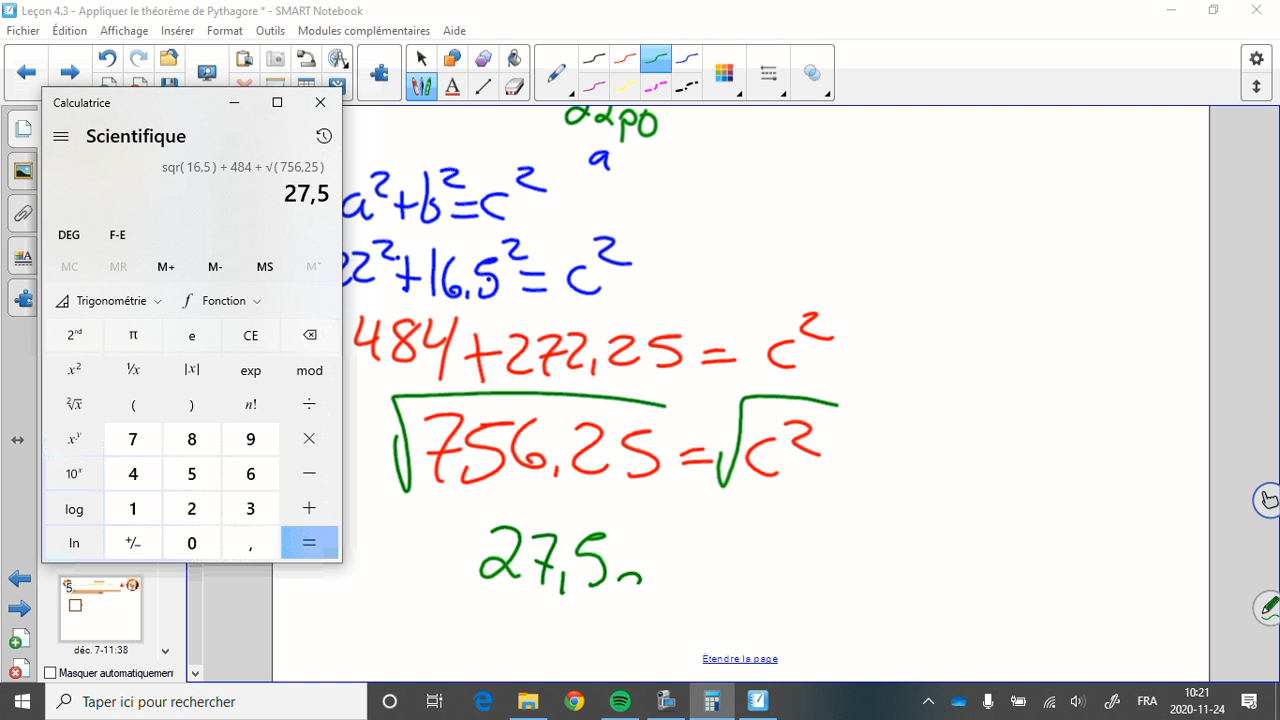 Leçon 4.3 - Appliquer le théorème de Pythagore * - SMART Notebook
Fichier Édition Affichage Insérer Format Outils Modules complémentaires Aide
Calculatrice
Scientifique
sqr( 16,5 ) + 484 + √( 756,25 )
27,5
DEG F-E
MC MR M+ M- MS M˅
Trigonométrie f Fonction
2ⁿᵈ π e CE
x² ¹⁄ₓ |x| exp mod
²√x ( ) n! ÷
xʸ 7 8 9 ×
10ˣ 4 5 6 −
log 1 2 3 +
ln +/− 0 , =
a
a²+b²=c²
22²+16,5²=c²
484+272,25=c²
√756,25=√c²
27,5
5
déc. 7-11:38
Masquer automatiquement
Étendre la page
Taper ici pour rechercher
FRA
10:21
2020-11-24